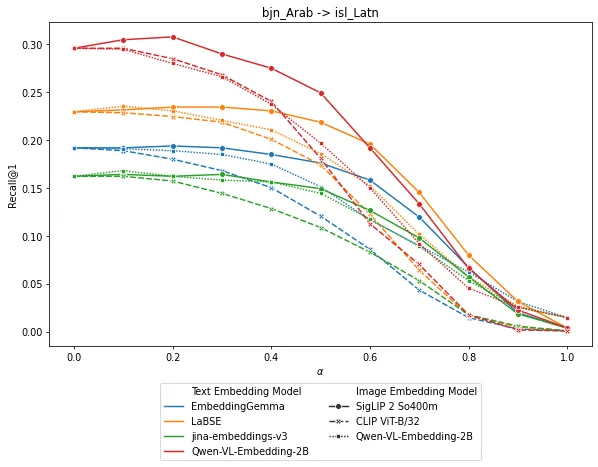 bjn_Arab -> isl_Latn
Recall@1
0.30
0.25
0.20
0.15
0.10
0.05
0.00
0.0 0.2 0.4 0.6 0.8 1.0
α
Text Embedding Model
EmbeddingGemma
LaBSE
jina-embeddings-v3
Qwen-VL-Embedding-2B
Image Embedding Model
SigLIP 2 So400m
CLIP ViT-B/32
Qwen-VL-Embedding-2B